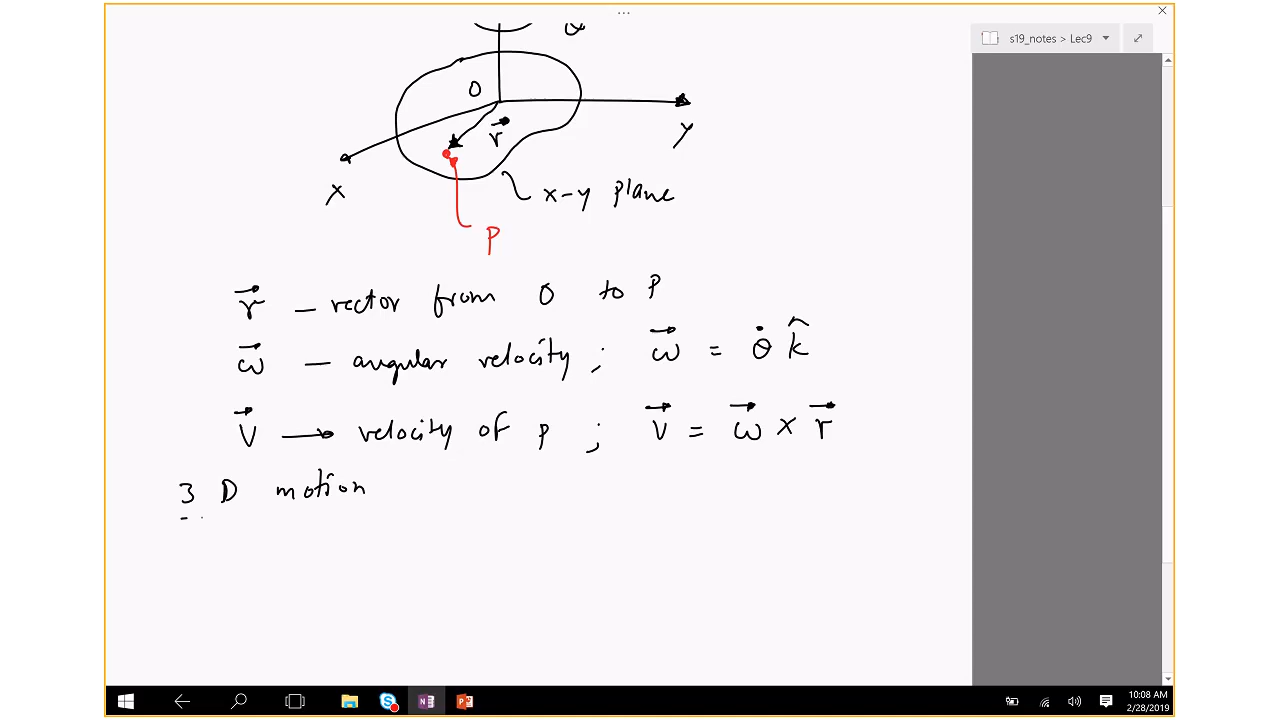 ...
s19_notes > Lec9
θ
O
r⃗
y
x
x-y plane
P
r⃗ – vector from O to P
ω⃗ – angular velocity ; ω⃗ = θ̇ k̂
V⃗ → velocity of P ; V⃗ = ω⃗ × r⃗
3 D motion
10:08 AM
2/28/2019